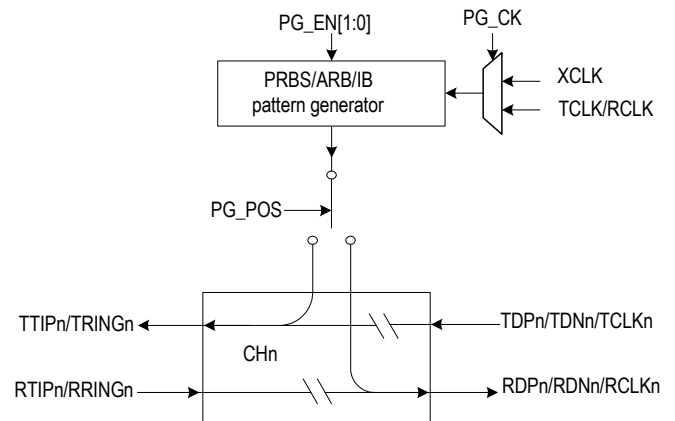 PG_EN[1:0]
PG_CK
PRBS/ARB/IB
pattern generator
XCLK
TCLK/RCLK
PG_POS
TTIPn/TRINGn
TDPn/TDNn/TCLKn
CHn
RTIPn/RRINGn
RDPn/RDNn/RCLKn